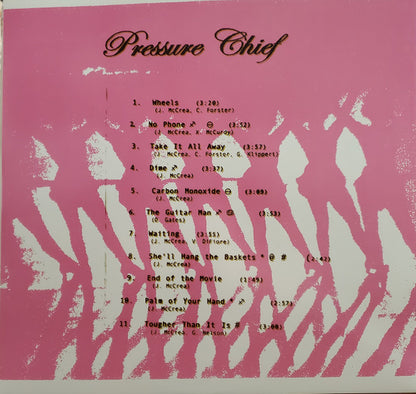 Pressure Chief
1. Wheels (3:20)
(J. McCrea, C. Forster)
2. No Phone ♐ ⊖ (3:52)
(J. McCrea, X. McCurdy)
3. Take It All Away (3:57)
(J. McCrea, C. Forster, G. Klippert)
4. Dime ♐ (3:37)
(J. McCrea)
5. Carbon Monoxide ⊖ (3:09)
(J. McCrea)
6. The Guitar Man ♐ (3:53)
(D. Gates)
7. Waiting (3:55)
(J. McCrea, V. DiFiore)
8. She'll Hang the Baskets * @ # (2:42)
(J. McCrea)
9. End of the Movie (1:49)
(J. McCrea)
10. Palm of Your Hand * ♐ (2:57)
(J. McCrea)
11. Tougher Than It Is # (3:00)
(J. McCrea, G. Nelson)